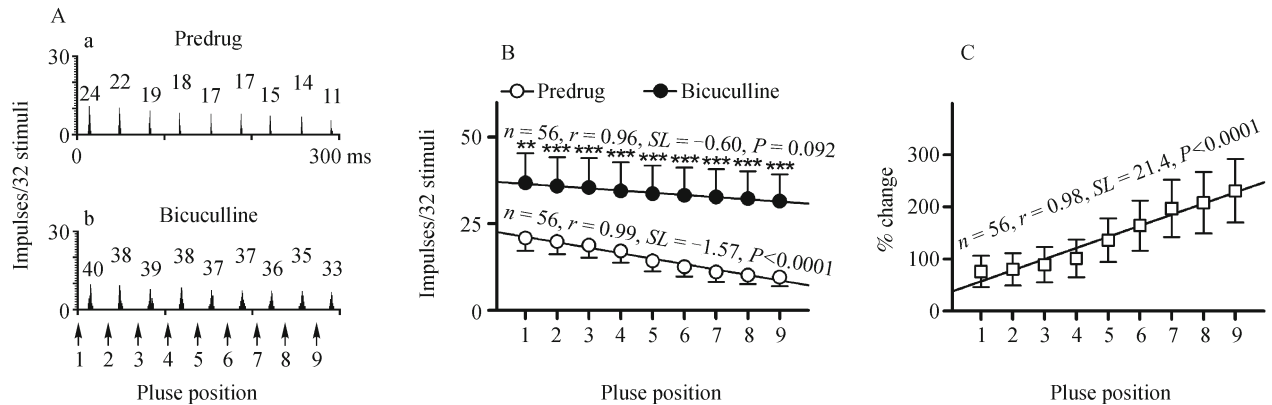 A
a
Predrug
30
24 22 19 18 17 17 15 14 11
0
0 300 ms
Impulses/32 stimuli
b
Bicuculline
30
40 38 39 38 37 37 36 35 33
0
1 2 3 4 5 6 7 8 9
Pluse position
B
Predrug Bicuculline
Impulses/32 stimuli
50
n = 56, r = 0.96, SL = −0.60, P = 0.092
** *** *** *** *** *** *** *** ***
25
n = 56, r = 0.99, SL = −1.57, P<0.0001
0
1 2 3 4 5 6 7 8 9
Pluse position
C
% change
300
200
100
0
n = 56, r = 0.98, SL = 21.4, P<0.0001
1 2 3 4 5 6 7 8 9
Pluse position